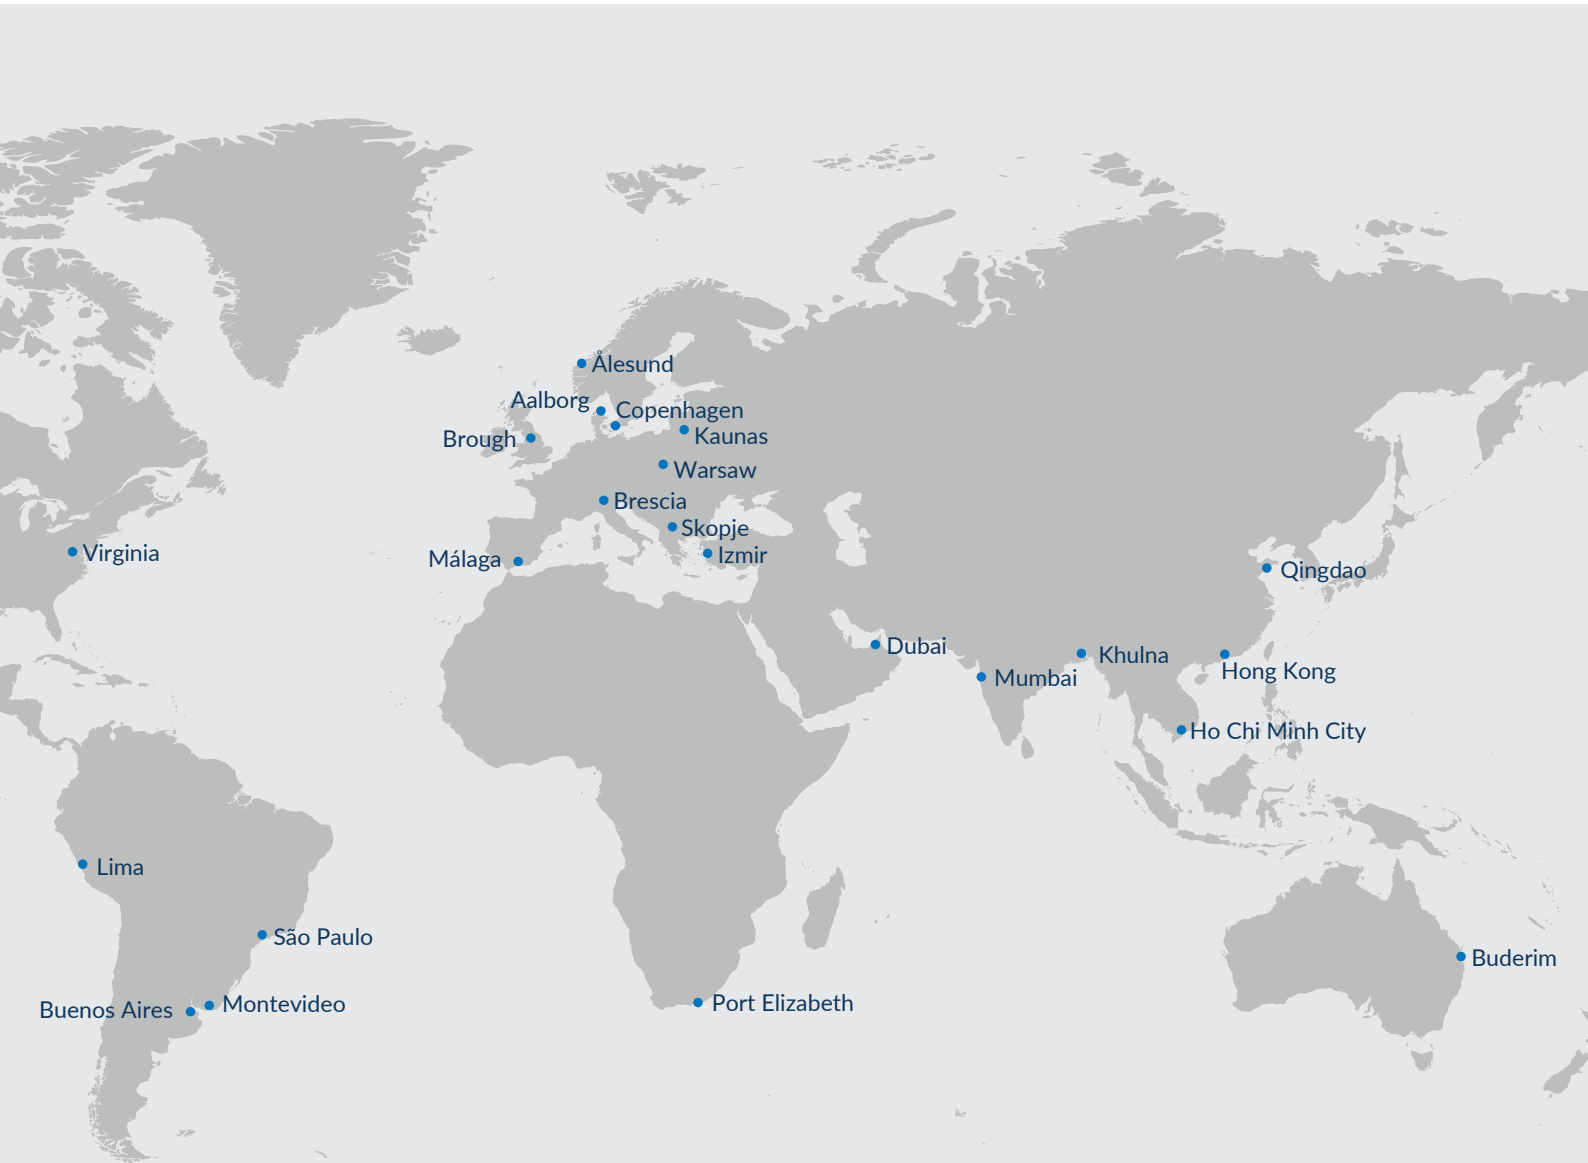 Ålesund
Aalborg
Copenhagen
Brough
Kaunas
Warsaw
Brescia
Skopje
Virginia
Málaga
Izmir
Qingdao
Dubai
Khulna
Hong Kong
Mumbai
Ho Chi Minh City
Lima
São Paulo
Buderim
Buenos Aires
Montevideo
Port Elizabeth